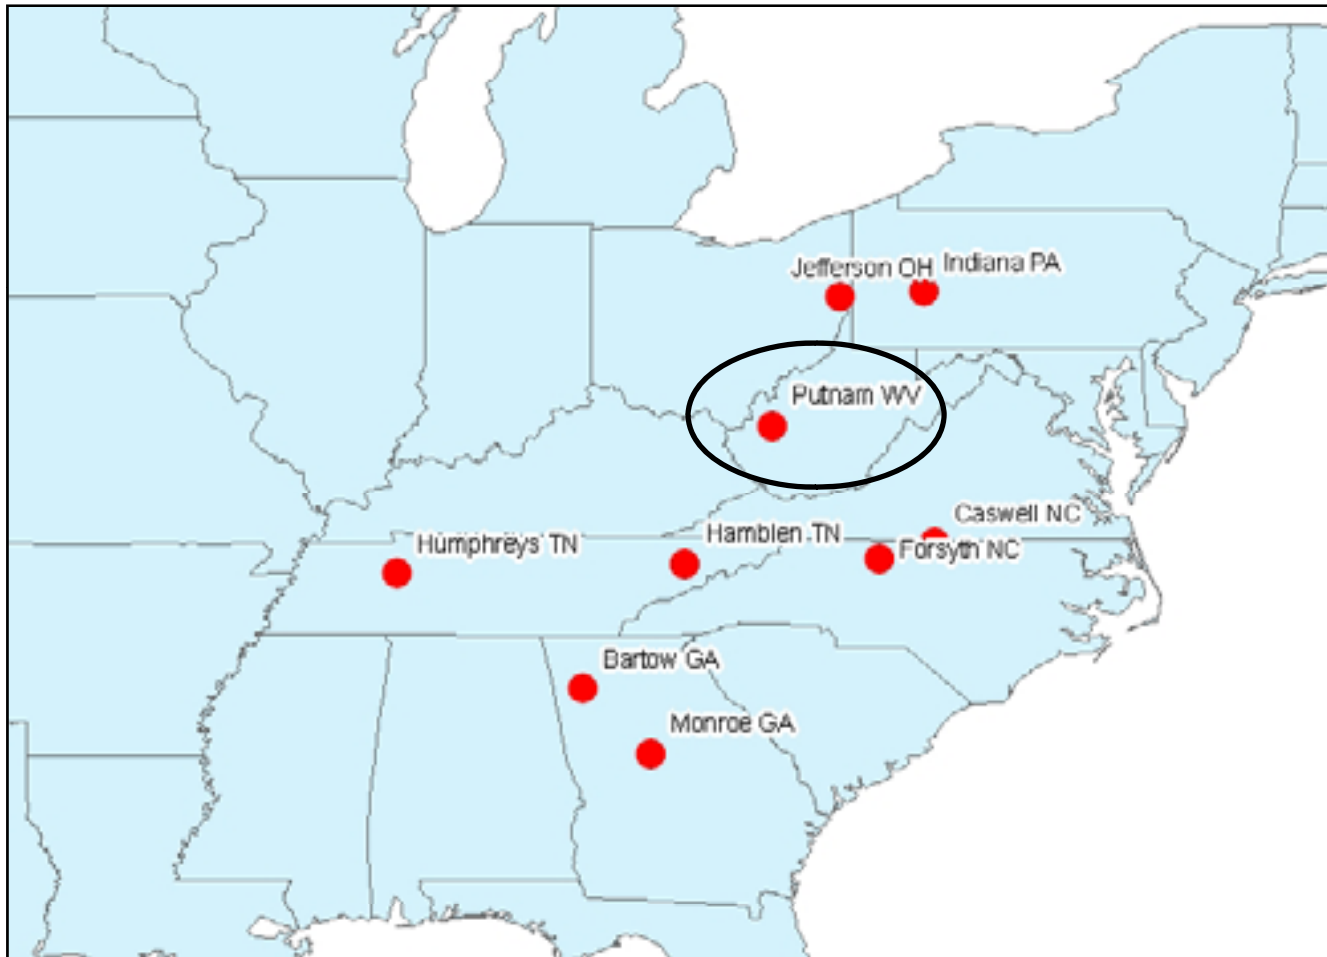 Jefferson OH
Indiana PA
Putnam WV
Caswell NC
Hamblen TN
Humphreys TN
Forsyth NC
Bartow GA
Monroe GA